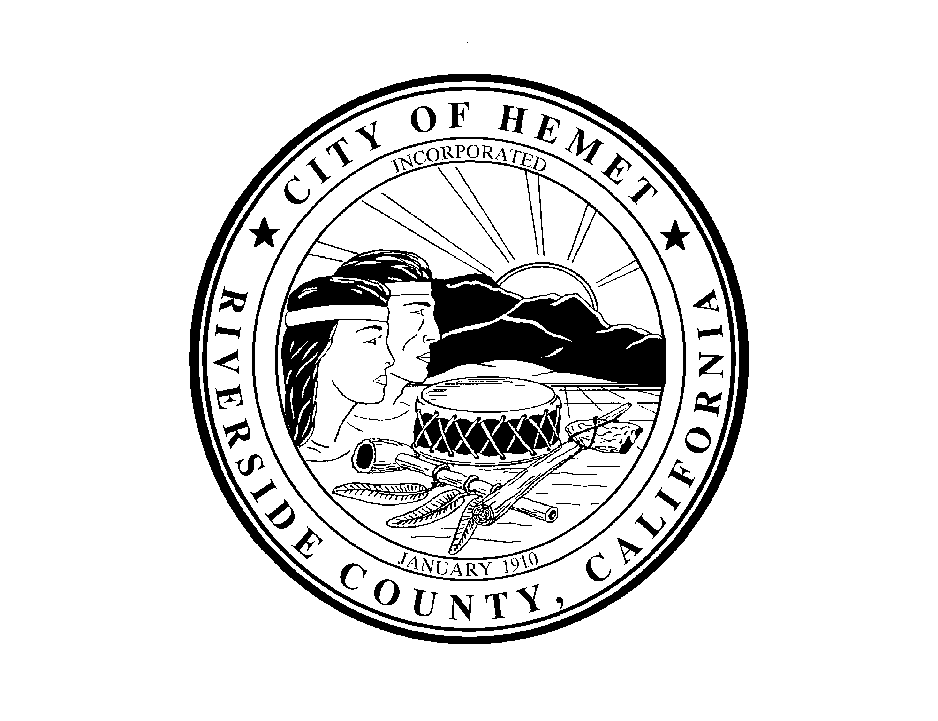 CITY OF HEMET
INCORPORATED
JANUARY 1910
RIVERSIDE COUNTY, CALIFORNIA